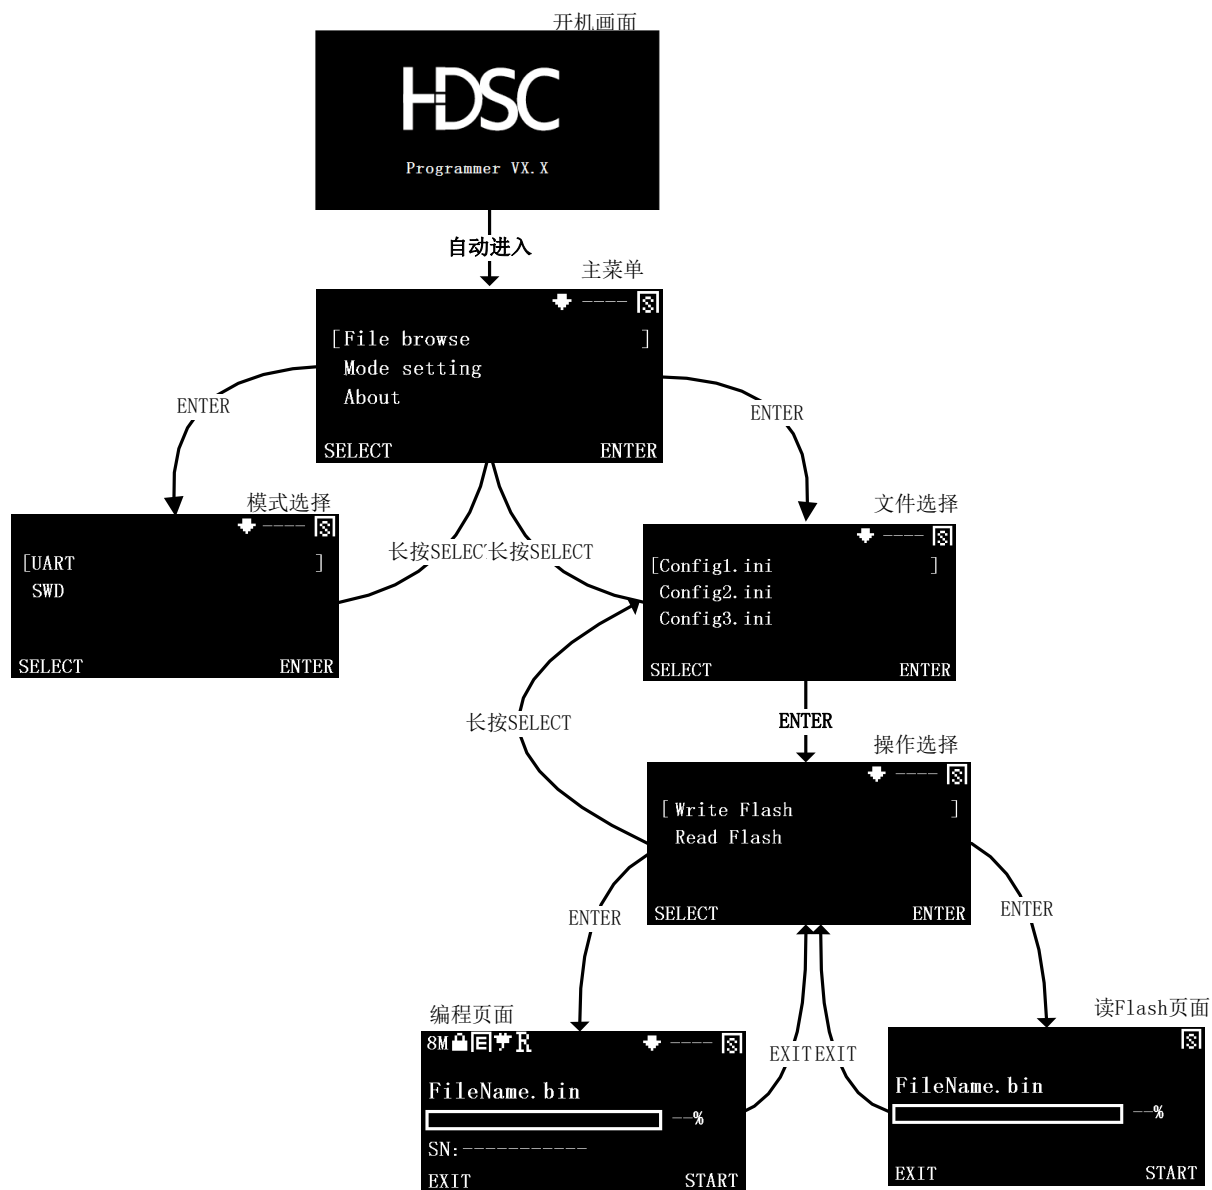 开机画面
HDSC
Programmer VX.X
自动进入
主菜单
---- S
[File browse ]
Mode setting
About
SELECT ENTER
ENTER
ENTER
模式选择
---- S
[UART ]
SWD
SELECT ENTER
长按SELEC
长按SELECT
文件选择
---- S
[Config1.ini ]
Config2.ini
Config3.ini
SELECT ENTER
长按SELECT
ENTER
操作选择
---- S
[Write Flash ]
Read Flash
SELECT ENTER
ENTER
ENTER
编程页面
8M E R ---- S
FileName.bin
--%
SN:-----------
EXIT START
EXIT
EXIT
读Flash页面
S
FileName.bin
--%
EXIT START